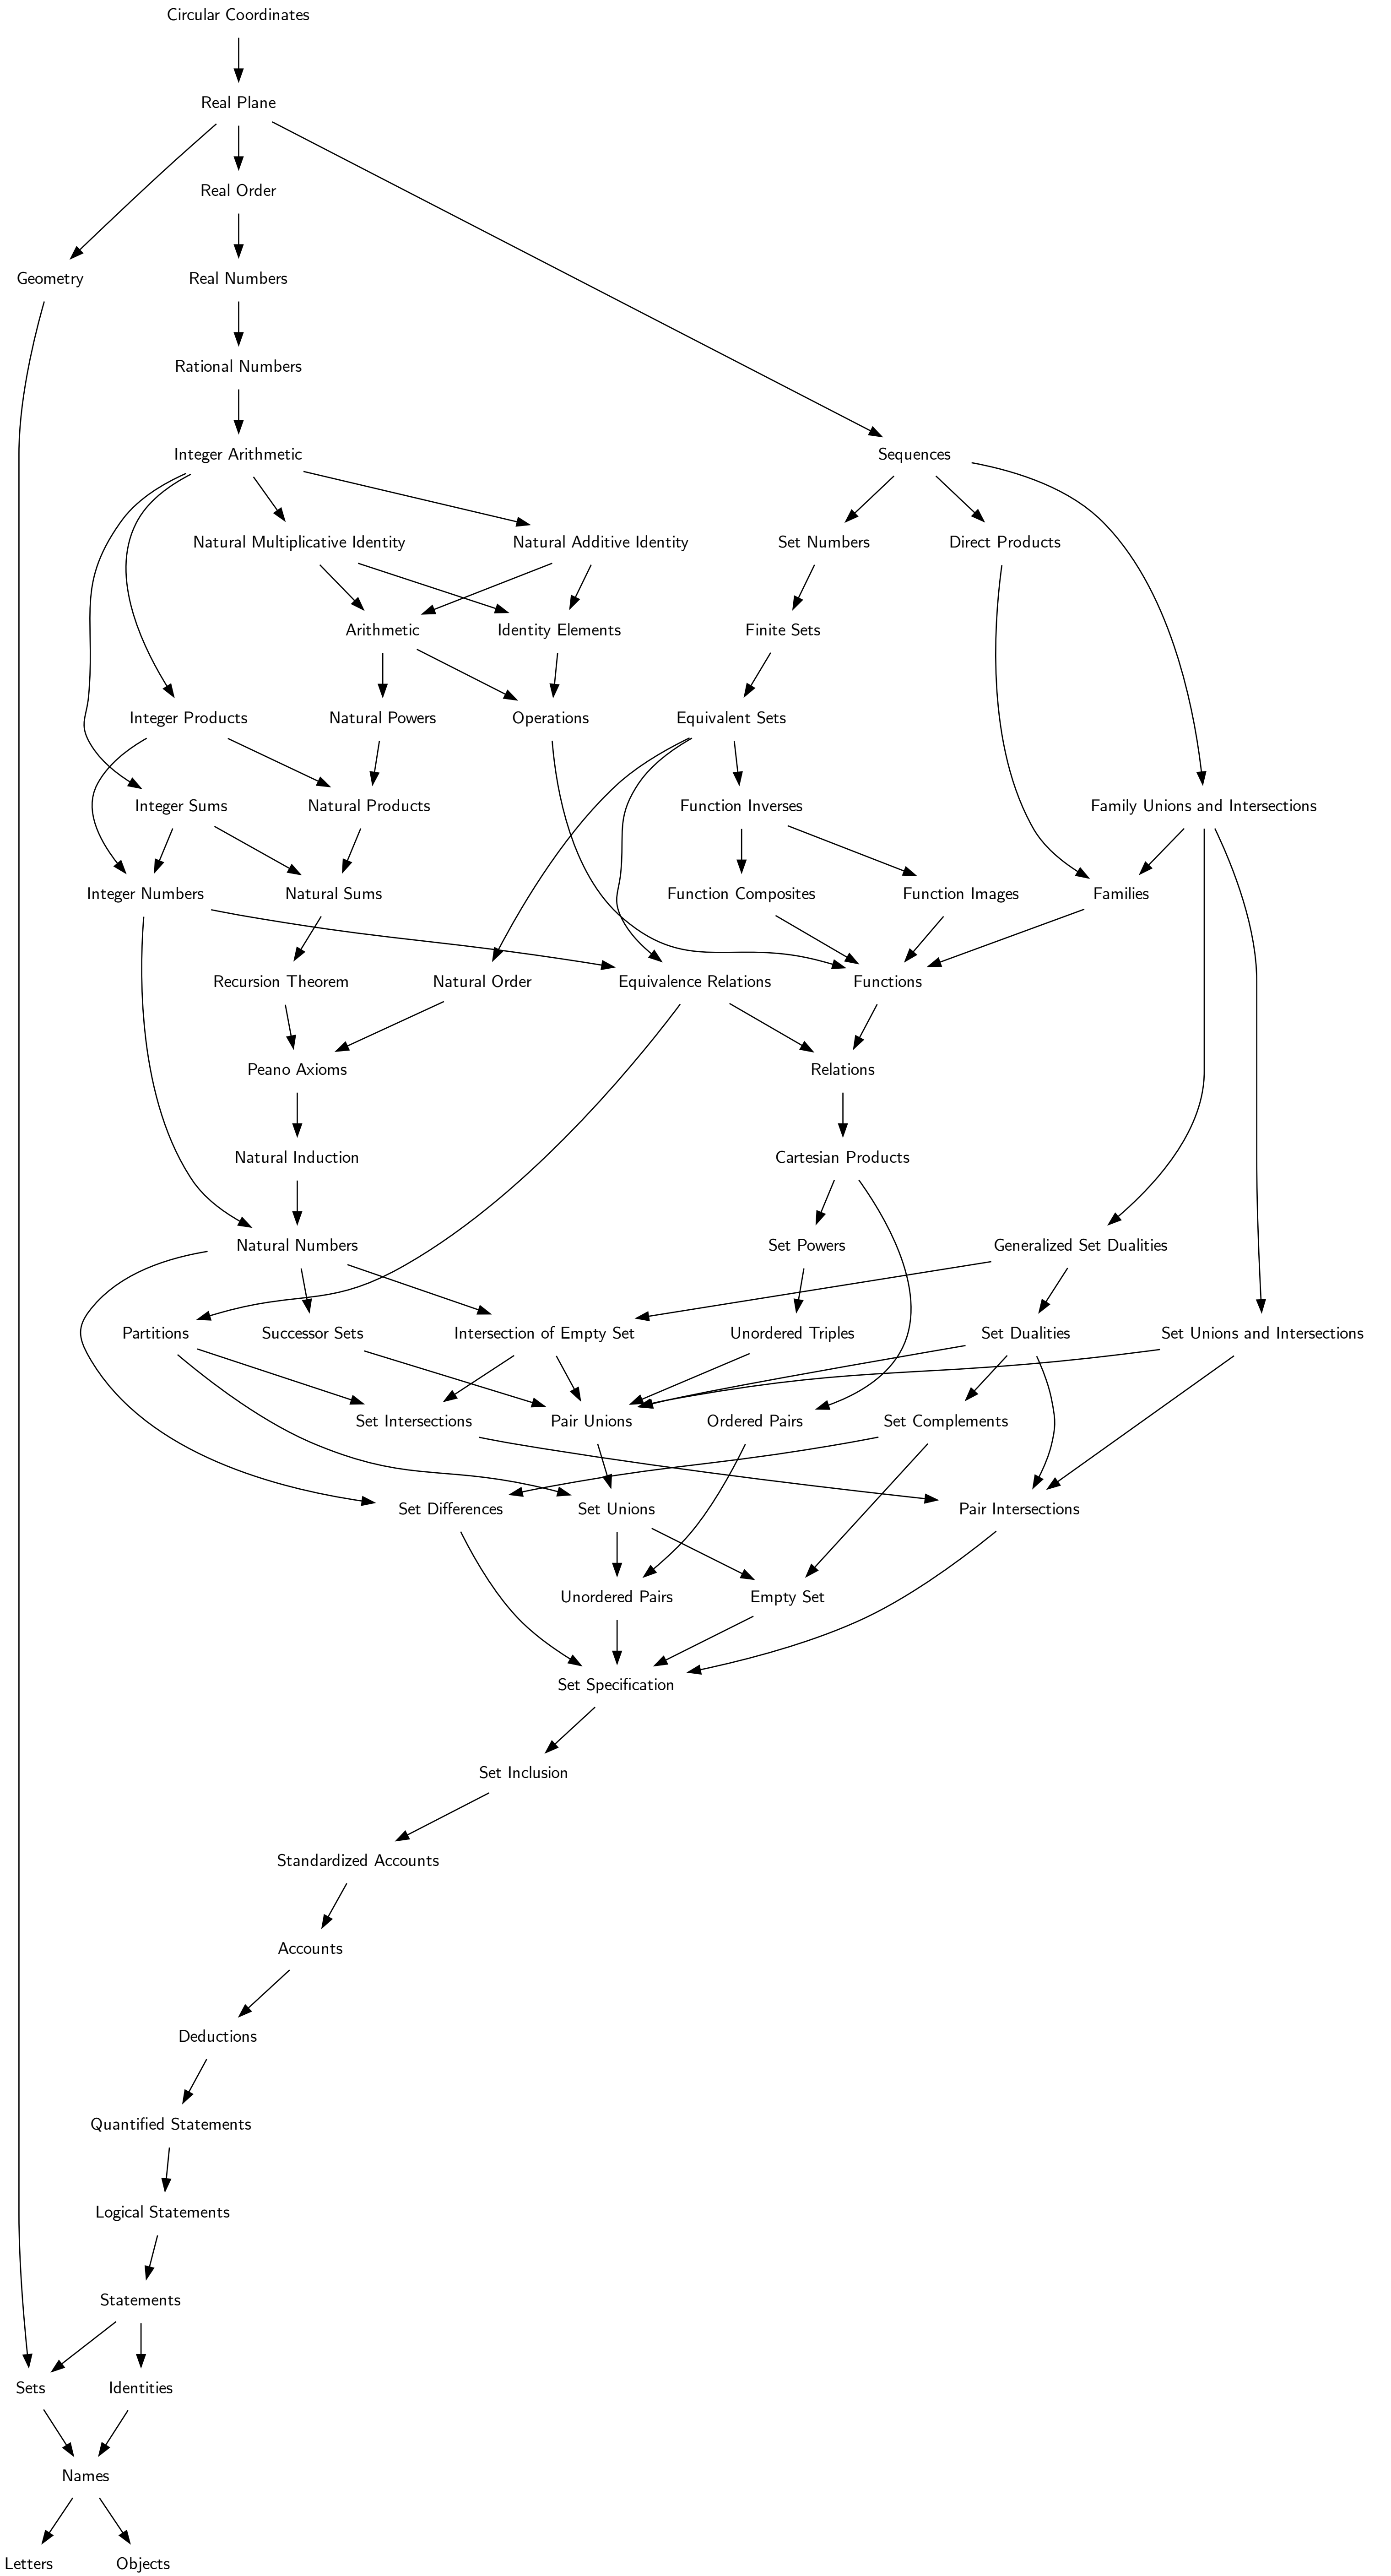 Circular Coordinates
Real Plane
Real Order
Geometry
Real Numbers
Rational Numbers
Integer Arithmetic
Sequences
Natural Multiplicative Identity
Natural Additive Identity
Set Numbers
Direct Products
Arithmetic
Identity Elements
Finite Sets
Integer Products
Natural Powers
Operations
Equivalent Sets
Integer Sums
Natural Products
Function Inverses
Family Unions and Intersections
Integer Numbers
Natural Sums
Function Composites
Function Images
Families
Recursion Theorem
Natural Order
Equivalence Relations
Functions
Peano Axioms
Relations
Natural Induction
Cartesian Products
Natural Numbers
Set Powers
Generalized Set Dualities
Partitions
Successor Sets
Intersection of Empty Set
Unordered Triples
Set Dualities
Set Unions and Intersections
Set Intersections
Pair Unions
Ordered Pairs
Set Complements
Set Differences
Set Unions
Pair Intersections
Unordered Pairs
Empty Set
Set Specification
Set Inclusion
Standardized Accounts
Accounts
Deductions
Quantified Statements
Logical Statements
Statements
Sets
Identities
Names
Letters
Objects